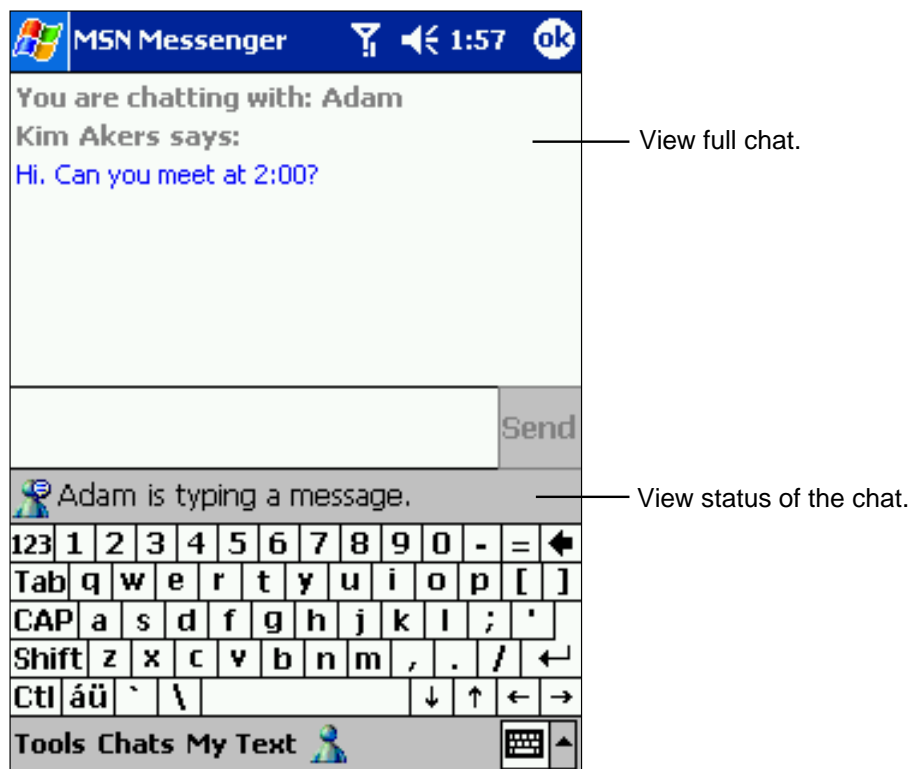 MSN Messenger 1:57 ok
You are chatting with: Adam
Kim Akers says:
View full chat.
Hi. Can you meet at 2:00?
Send
Adam is typing a message.
View status of the chat.
123 1 2 3 4 5 6 7 8 9 0 - =
Tab q w e r t y u i o p [ ]
CAP a s d f g h j k l ; '
Shift z x c v b n m , . /
Ctl áü ` \ ↓ ↑ ← →
Tools Chats My Text